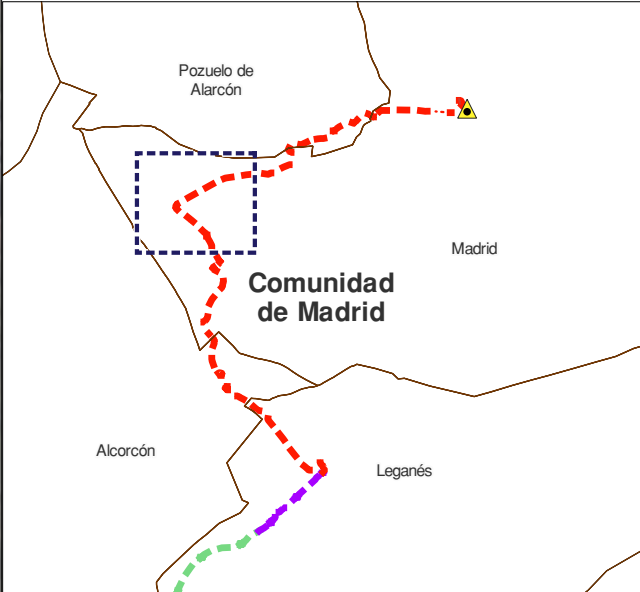 Pozuelo de
Alarcón
Madrid
Comunidad
de Madrid
Alcorcón
Leganés